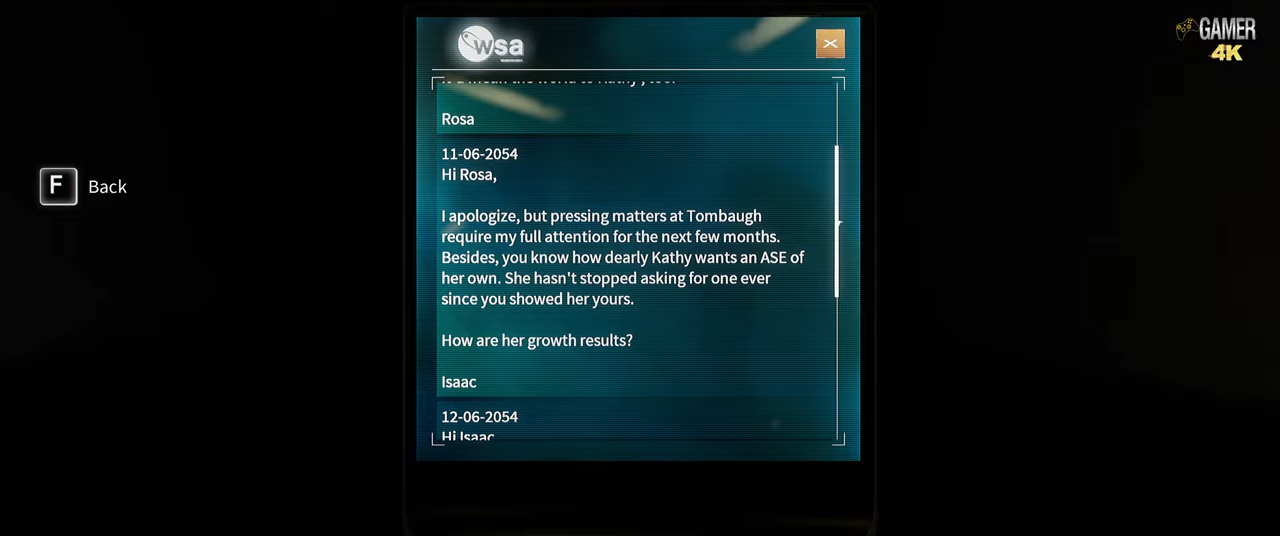 wsa
GAMER
4K
F Back
Rosa
11-06-2054
Hi Rosa,
I apologize, but pressing matters at Tombaugh
require my full attention for the next few months.
Besides, you know how dearly Kathy wants an ASE of
her own. She hasn't stopped asking for one ever
since you showed her yours.
How are her growth results?
Isaac
12-06-2054
Hi Isaac